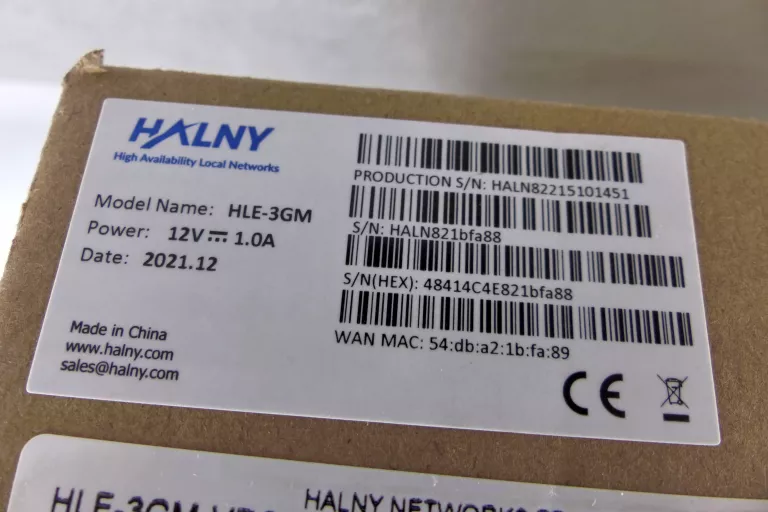 HALNY
High Availability Local Networks
Model Name: HLE-3GM
Power: 12V⎓1.0A
Date: 2021.12
Made in China
www.halny.com
sales@halny.com
PRODUCTION S/N: HALN82215101451
S/N: HALN821bfa88
S/N(HEX): 48414C4E821bfa88
WAN MAC: 54:db:a2:1b:fa:89
CE
HLE-3GM
HALNY NETWORKS